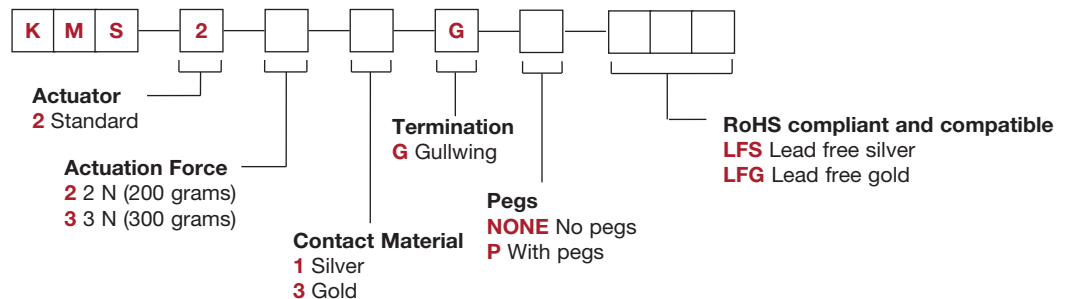 K M S 2 G
Actuator
2 Standard
Actuation Force
2 2 N (200 grams)
3 3 N (300 grams)
Contact Material
1 Silver
3 Gold
Termination
G Gullwing
Pegs
NONE No pegs
P With pegs
RoHS compliant and compatible
LFS Lead free silver
LFG Lead free gold